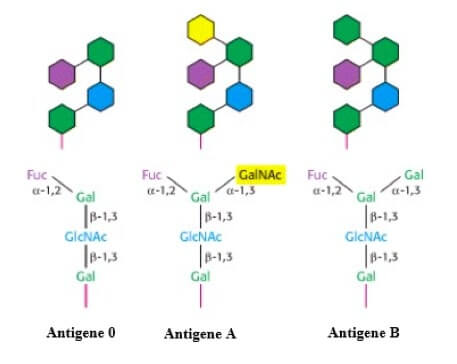 Fuc
α-1,2
Gal
β-1,3
GlcNAc
β-1,3
Gal
Antigene 0
Fuc
GalNAc
α-1,2
α-1,3
Gal
β-1,3
GlcNAc
β-1,3
Gal
Antigene A
Fuc
Gal
α-1,2
α-1,3
Gal
β-1,3
GlcNAc
β-1,3
Gal
Antigene B